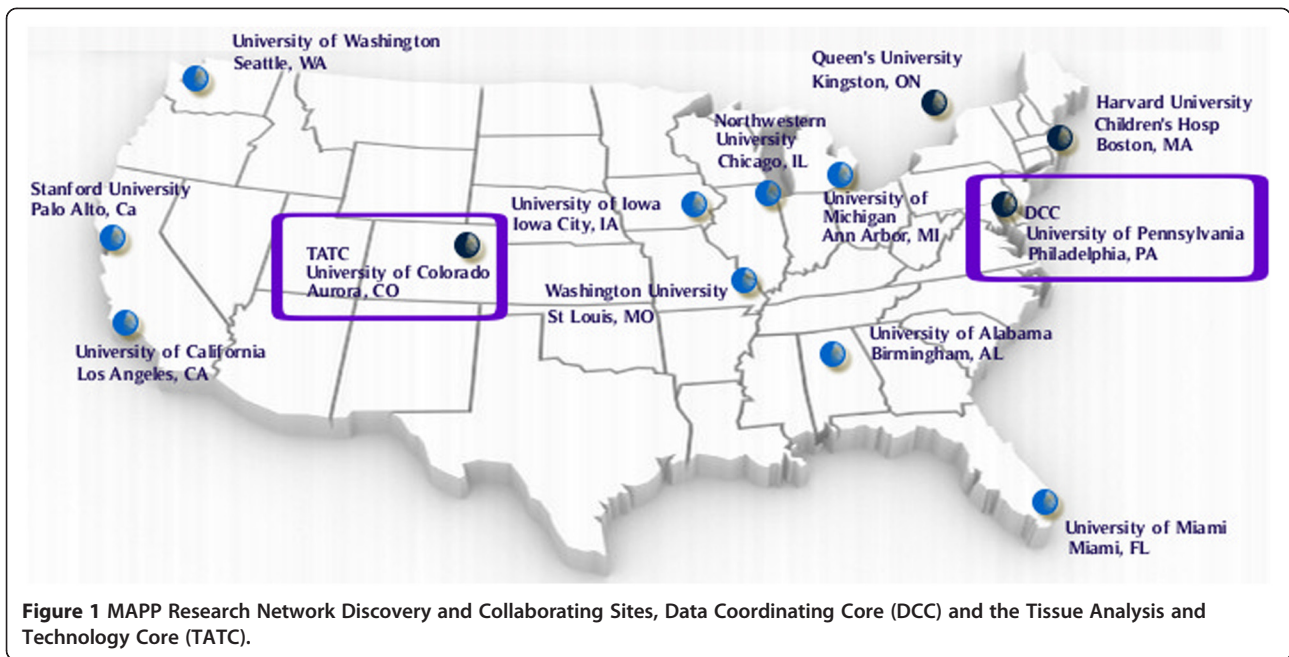 University of Washington
Seattle, WA
Queen's University
Kingston, ON
Harvard University
Children's Hosp
Boston, MA
Northwestern
University
Chicago, IL
Stanford University
Palo Alto, Ca
University of Iowa
Iowa City, IA
University of
Michigan
Ann Arbor, MI
DCC
University of Pennsylvania
Philadelphia, PA
TATC
University of Colorado
Aurora, CO
Washington University
St Louis, MO
University of California
Los Angeles, CA
University of Alabama
Birmingham, AL
University of Miami
Miami, FL
Figure 1 MAPP Research Network Discovery and Collaborating Sites, Data Coordinating Core (DCC) and the Tissue Analysis and
Technology Core (TATC).